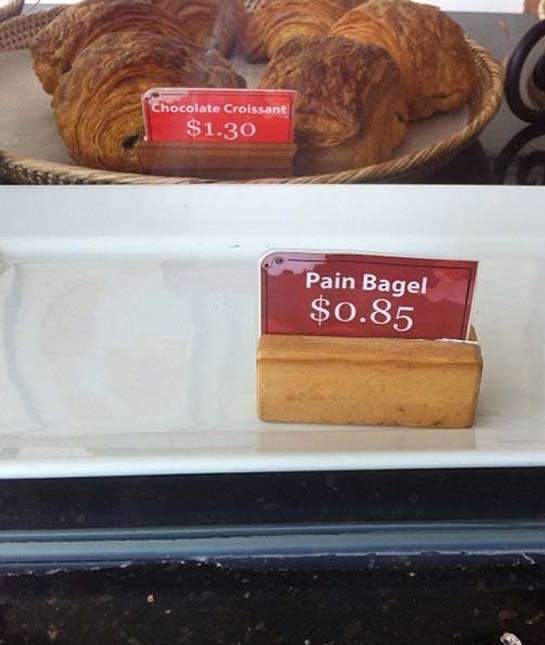 Chocolate Croissant
$1.30
Pain Bagel
$0.85